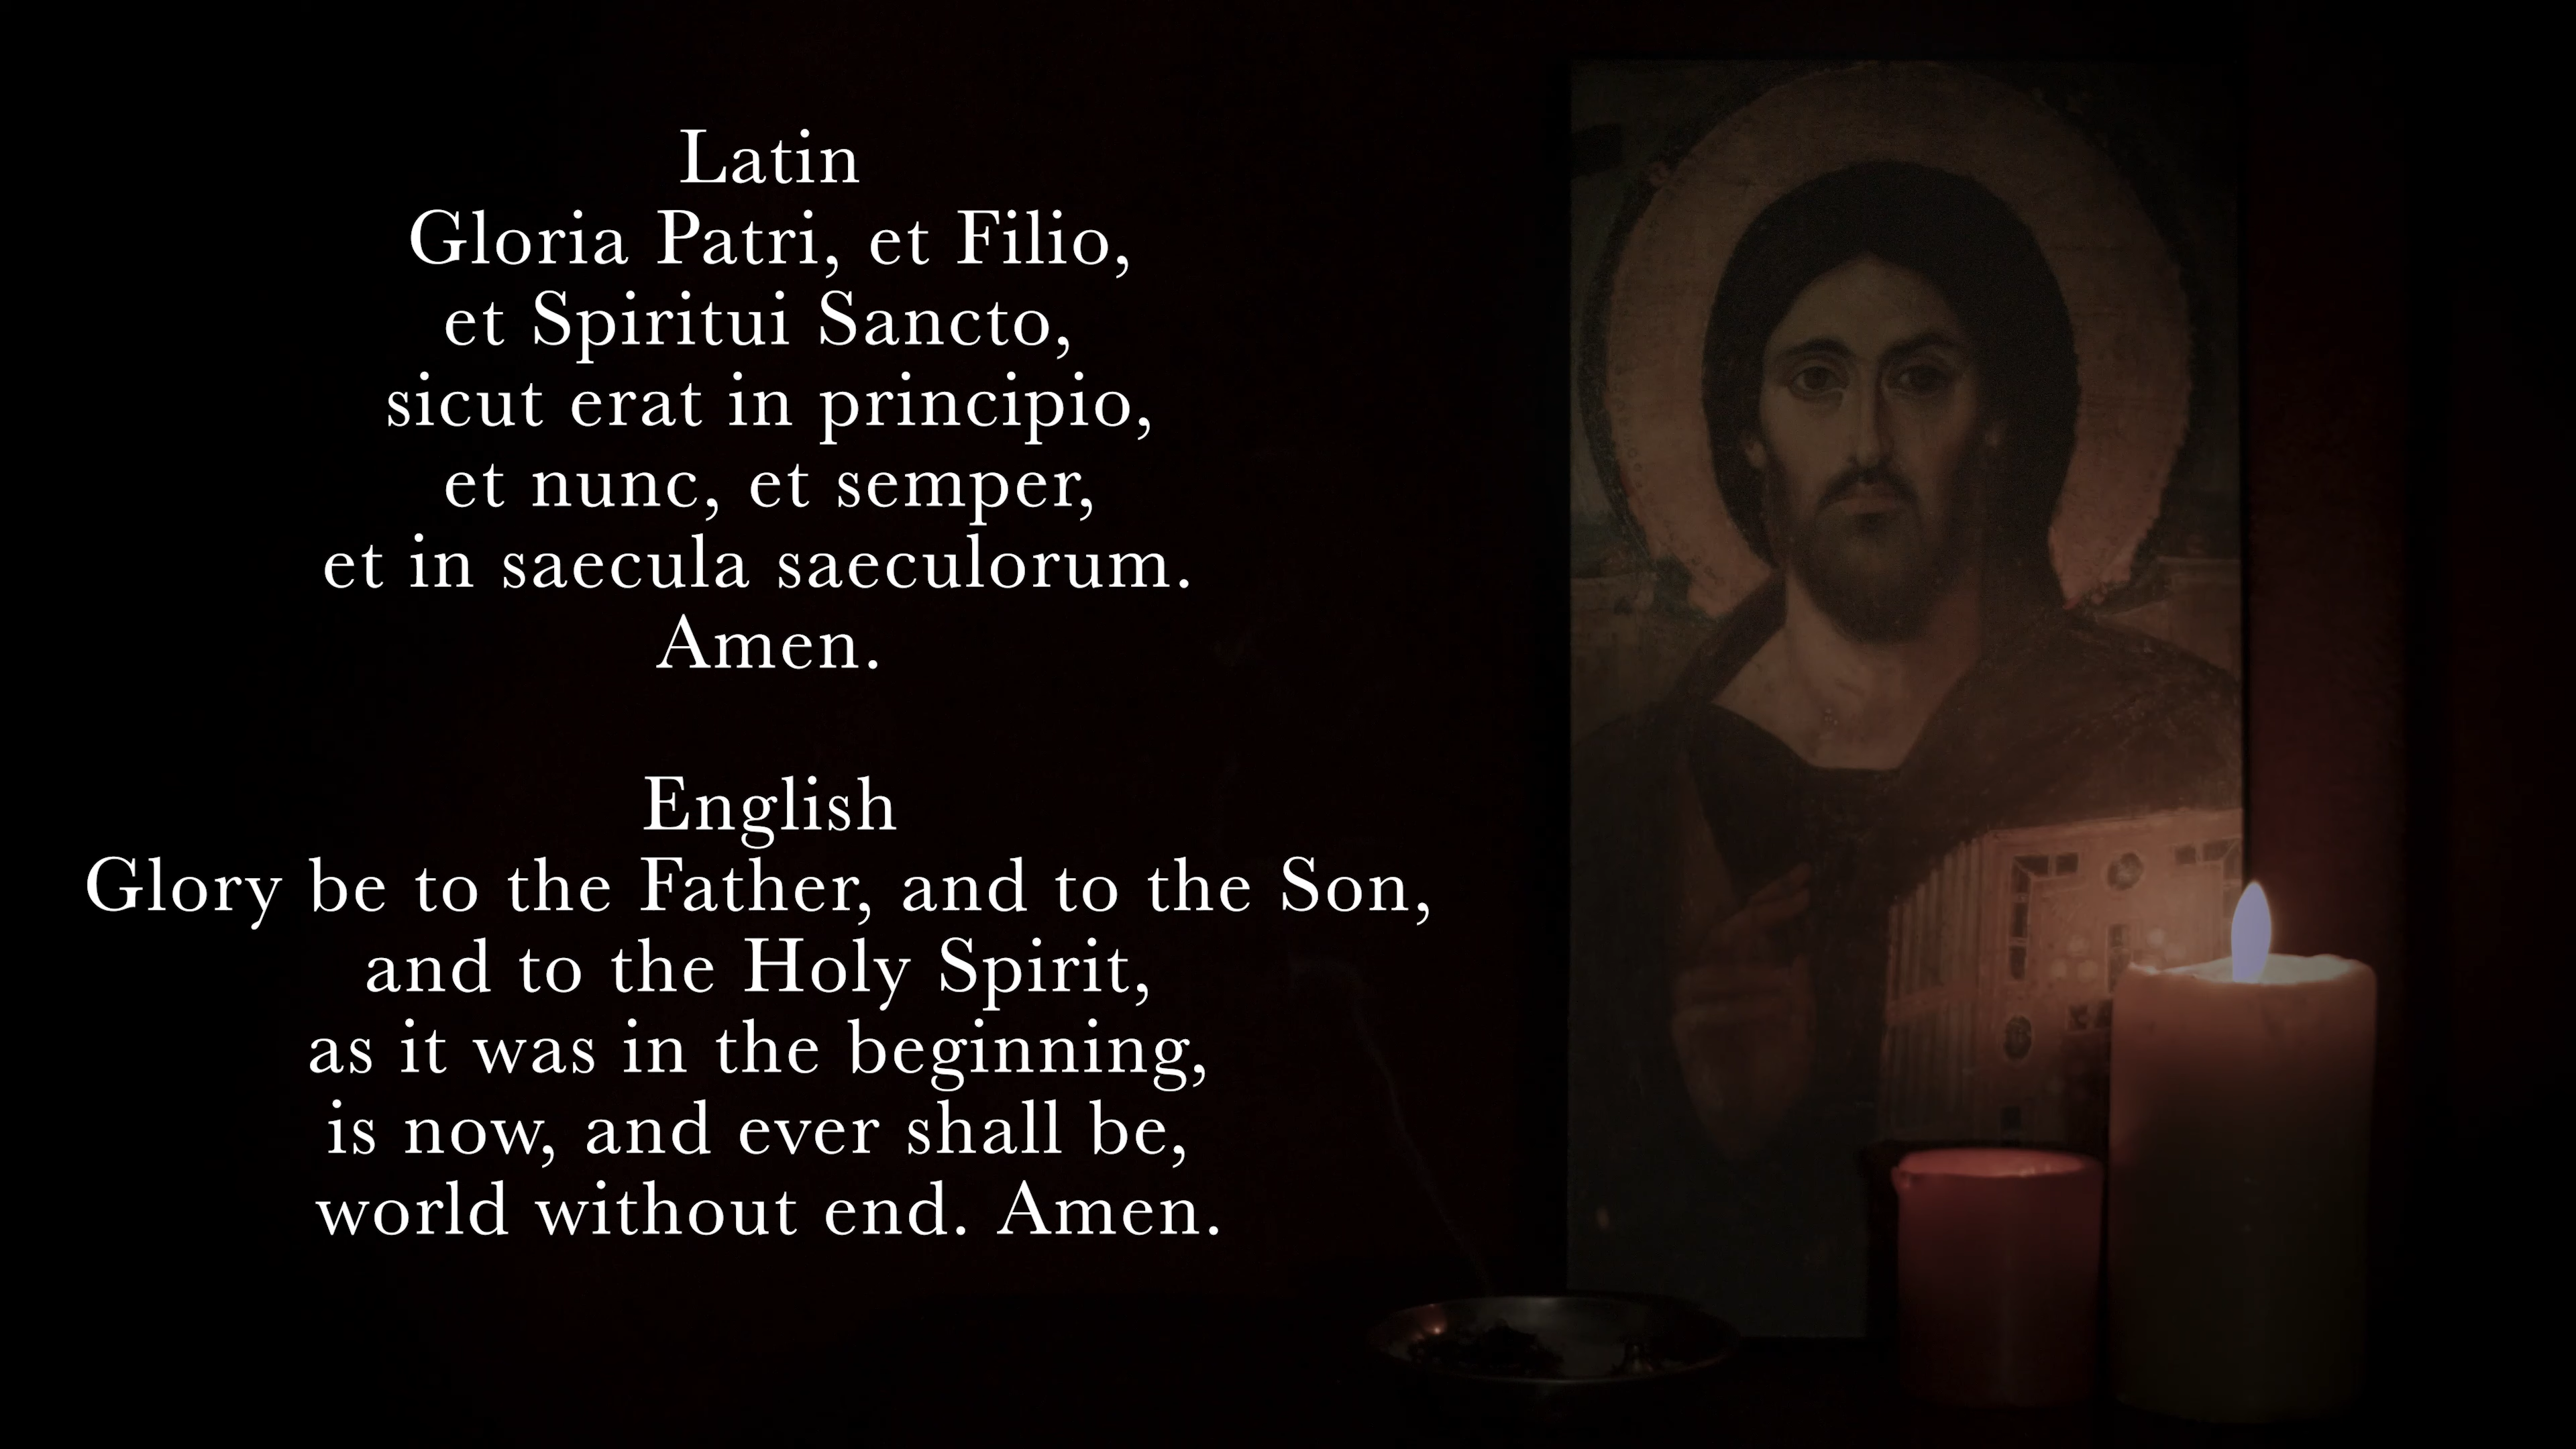 Latin
Gloria Patri, et Filio,
et Spiritui Sancto,
sicut erat in principio,
et nunc, et semper,
et in saecula saeculorum.
Amen.
English
Glory be to the Father, and to the Son,
and to the Holy Spirit,
as it was in the beginning,
is now, and ever shall be,
world without end. Amen.